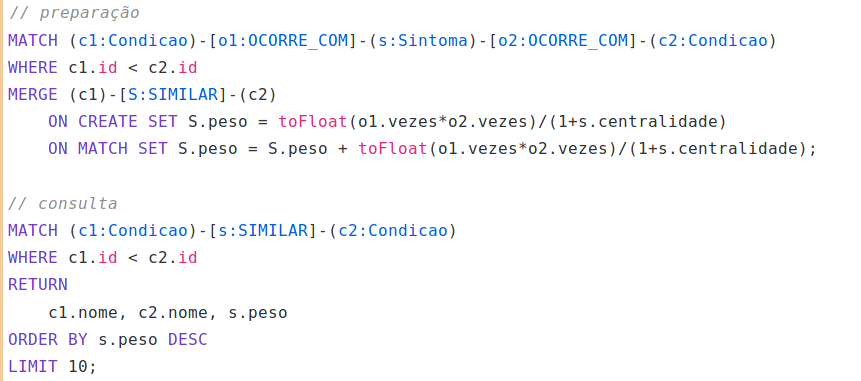 // preparação
MATCH (c1:Condicao)-[o1:OCORRE_COM]-(s:Sintoma)-[o2:OCORRE_COM]-(c2:Condicao)
WHERE c1.id < c2.id
MERGE (c1)-[S:SIMILAR]-(c2)
    ON CREATE SET S.peso = toFloat(o1.vezes*o2.vezes)/(1+s.centralidade)
    ON MATCH SET S.peso = S.peso + toFloat(o1.vezes*o2.vezes)/(1+s.centralidade);

// consulta
MATCH (c1:Condicao)-[s:SIMILAR]-(c2:Condicao)
WHERE c1.id < c2.id
RETURN
    c1.nome, c2.nome, s.peso
ORDER BY s.peso DESC
LIMIT 10;